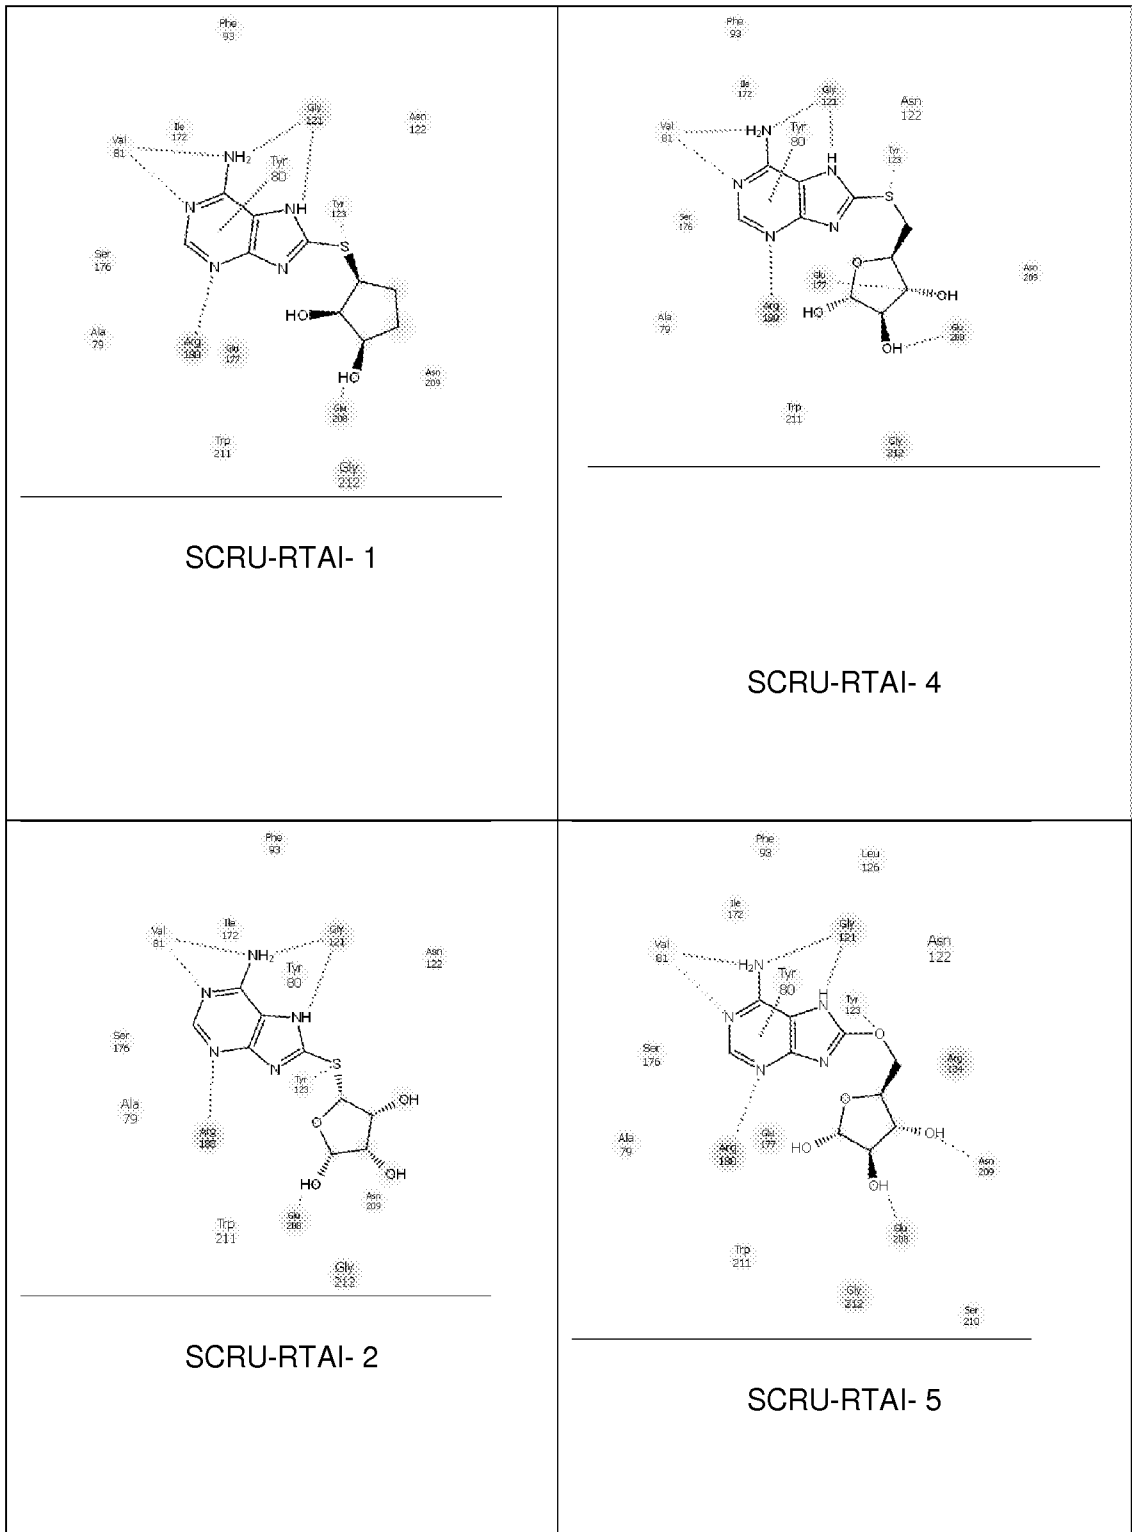 Phe
93
Ile
172
Gly
121
Asn
122
Val
81
NH2
Tyr
80
N
NH
Tyr
123
S
Ser
176
N
N
HO
Ala
79
Arg
180
Glu
177
HO
Asn
209
Glu
208
Trp
211
Gly
212
SCRU-RTAI- 1
Phe
93
Ile
172
Gly
121
Asn
122
Val
81
H2N
Tyr
80
H
N
Tyr
123
N
S
Ser
176
N
N
O
Glu
177
Asn
209
OH
Ala
79
Arg
180
HO
Glu
208
OH
Trp
211
Gly
212
SCRU-RTAI- 4
Phe
93
Ile
172
Gly
121
Val
81
Asn
122
NH2
Tyr
80
N
NH
Ser
176
N
N
S
Tyr
123
Ala
79
OH
O
Arg
180
HO
OH
Asn
209
Glu
208
Trp
211
Gly
212
SCRU-RTAI- 2
Phe
93
Leu
126
Ile
172
Gly
121
Asn
122
Val
81
H2N
Tyr
80
H
N
Tyr
123
N
O
Ser
176
N
N
Arg
O
Glu
177
OH
Ala
79
Arg
180
HO
Asn
209
OH
Glu
208
Trp
211
Gly
212
Ser
210
SCRU-RTAI- 5